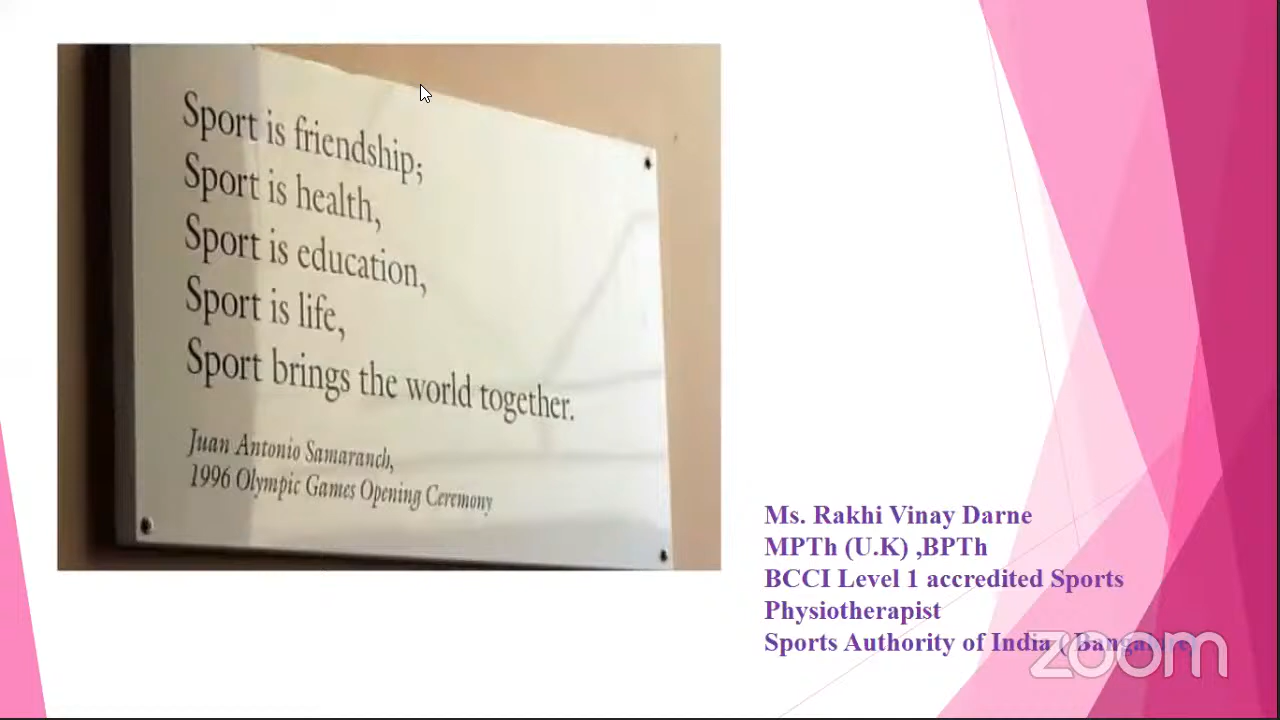 Sport is friendship;
Sport is health,
Sport is education,
Sport is life,
Sport brings the world together.
Juan Antonio Samaranch,
1996 Olympic Games Opening Ceremony
Ms. Rakhi Vinay Darne
MPTh (U.K) ,BPTh
BCCI Level 1 accredited Sports
Physiotherapist
Sports Authority of India ( Bangalore)
zoom